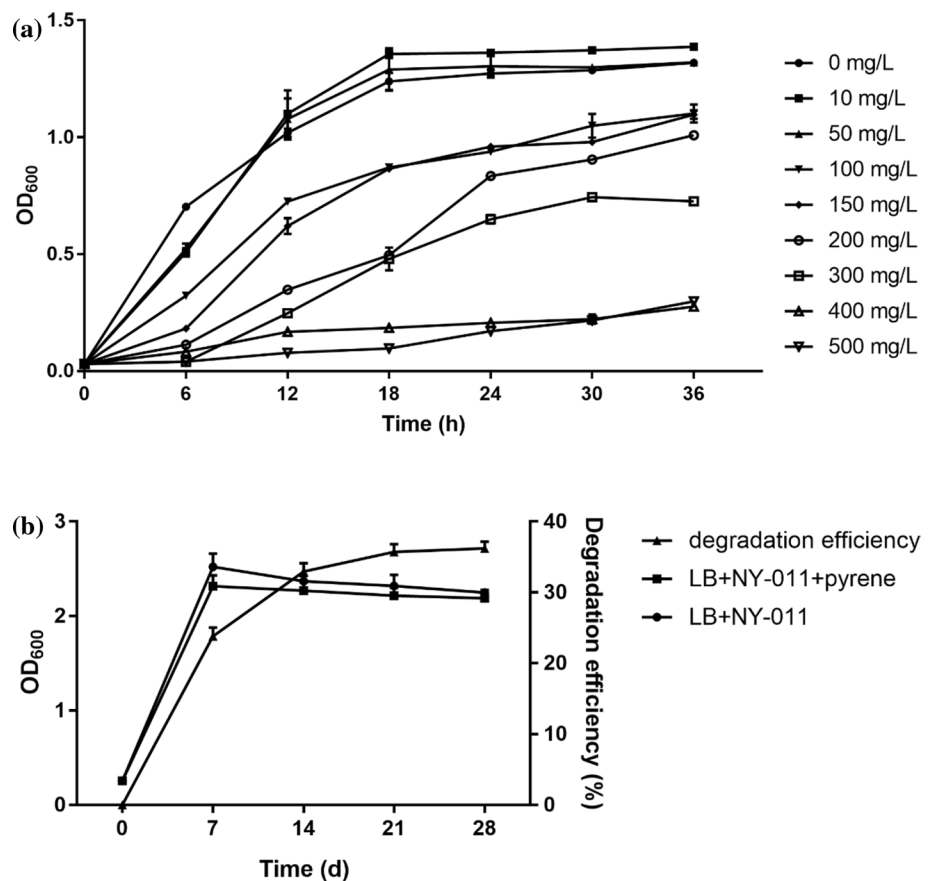 (a)
1.5
1.0
0.5
0.0
OD600
0 6 12 18 24 30 36
Time (h)
0 mg/L
10 mg/L
50 mg/L
100 mg/L
150 mg/L
200 mg/L
300 mg/L
400 mg/L
500 mg/L
(b)
3
2
1
0
OD600
0 7 14 21 28
Time (d)
40
30
20
10
0
Degradation efficiency (%)
degradation efficiency
LB+NY-011+pyrene
LB+NY-011